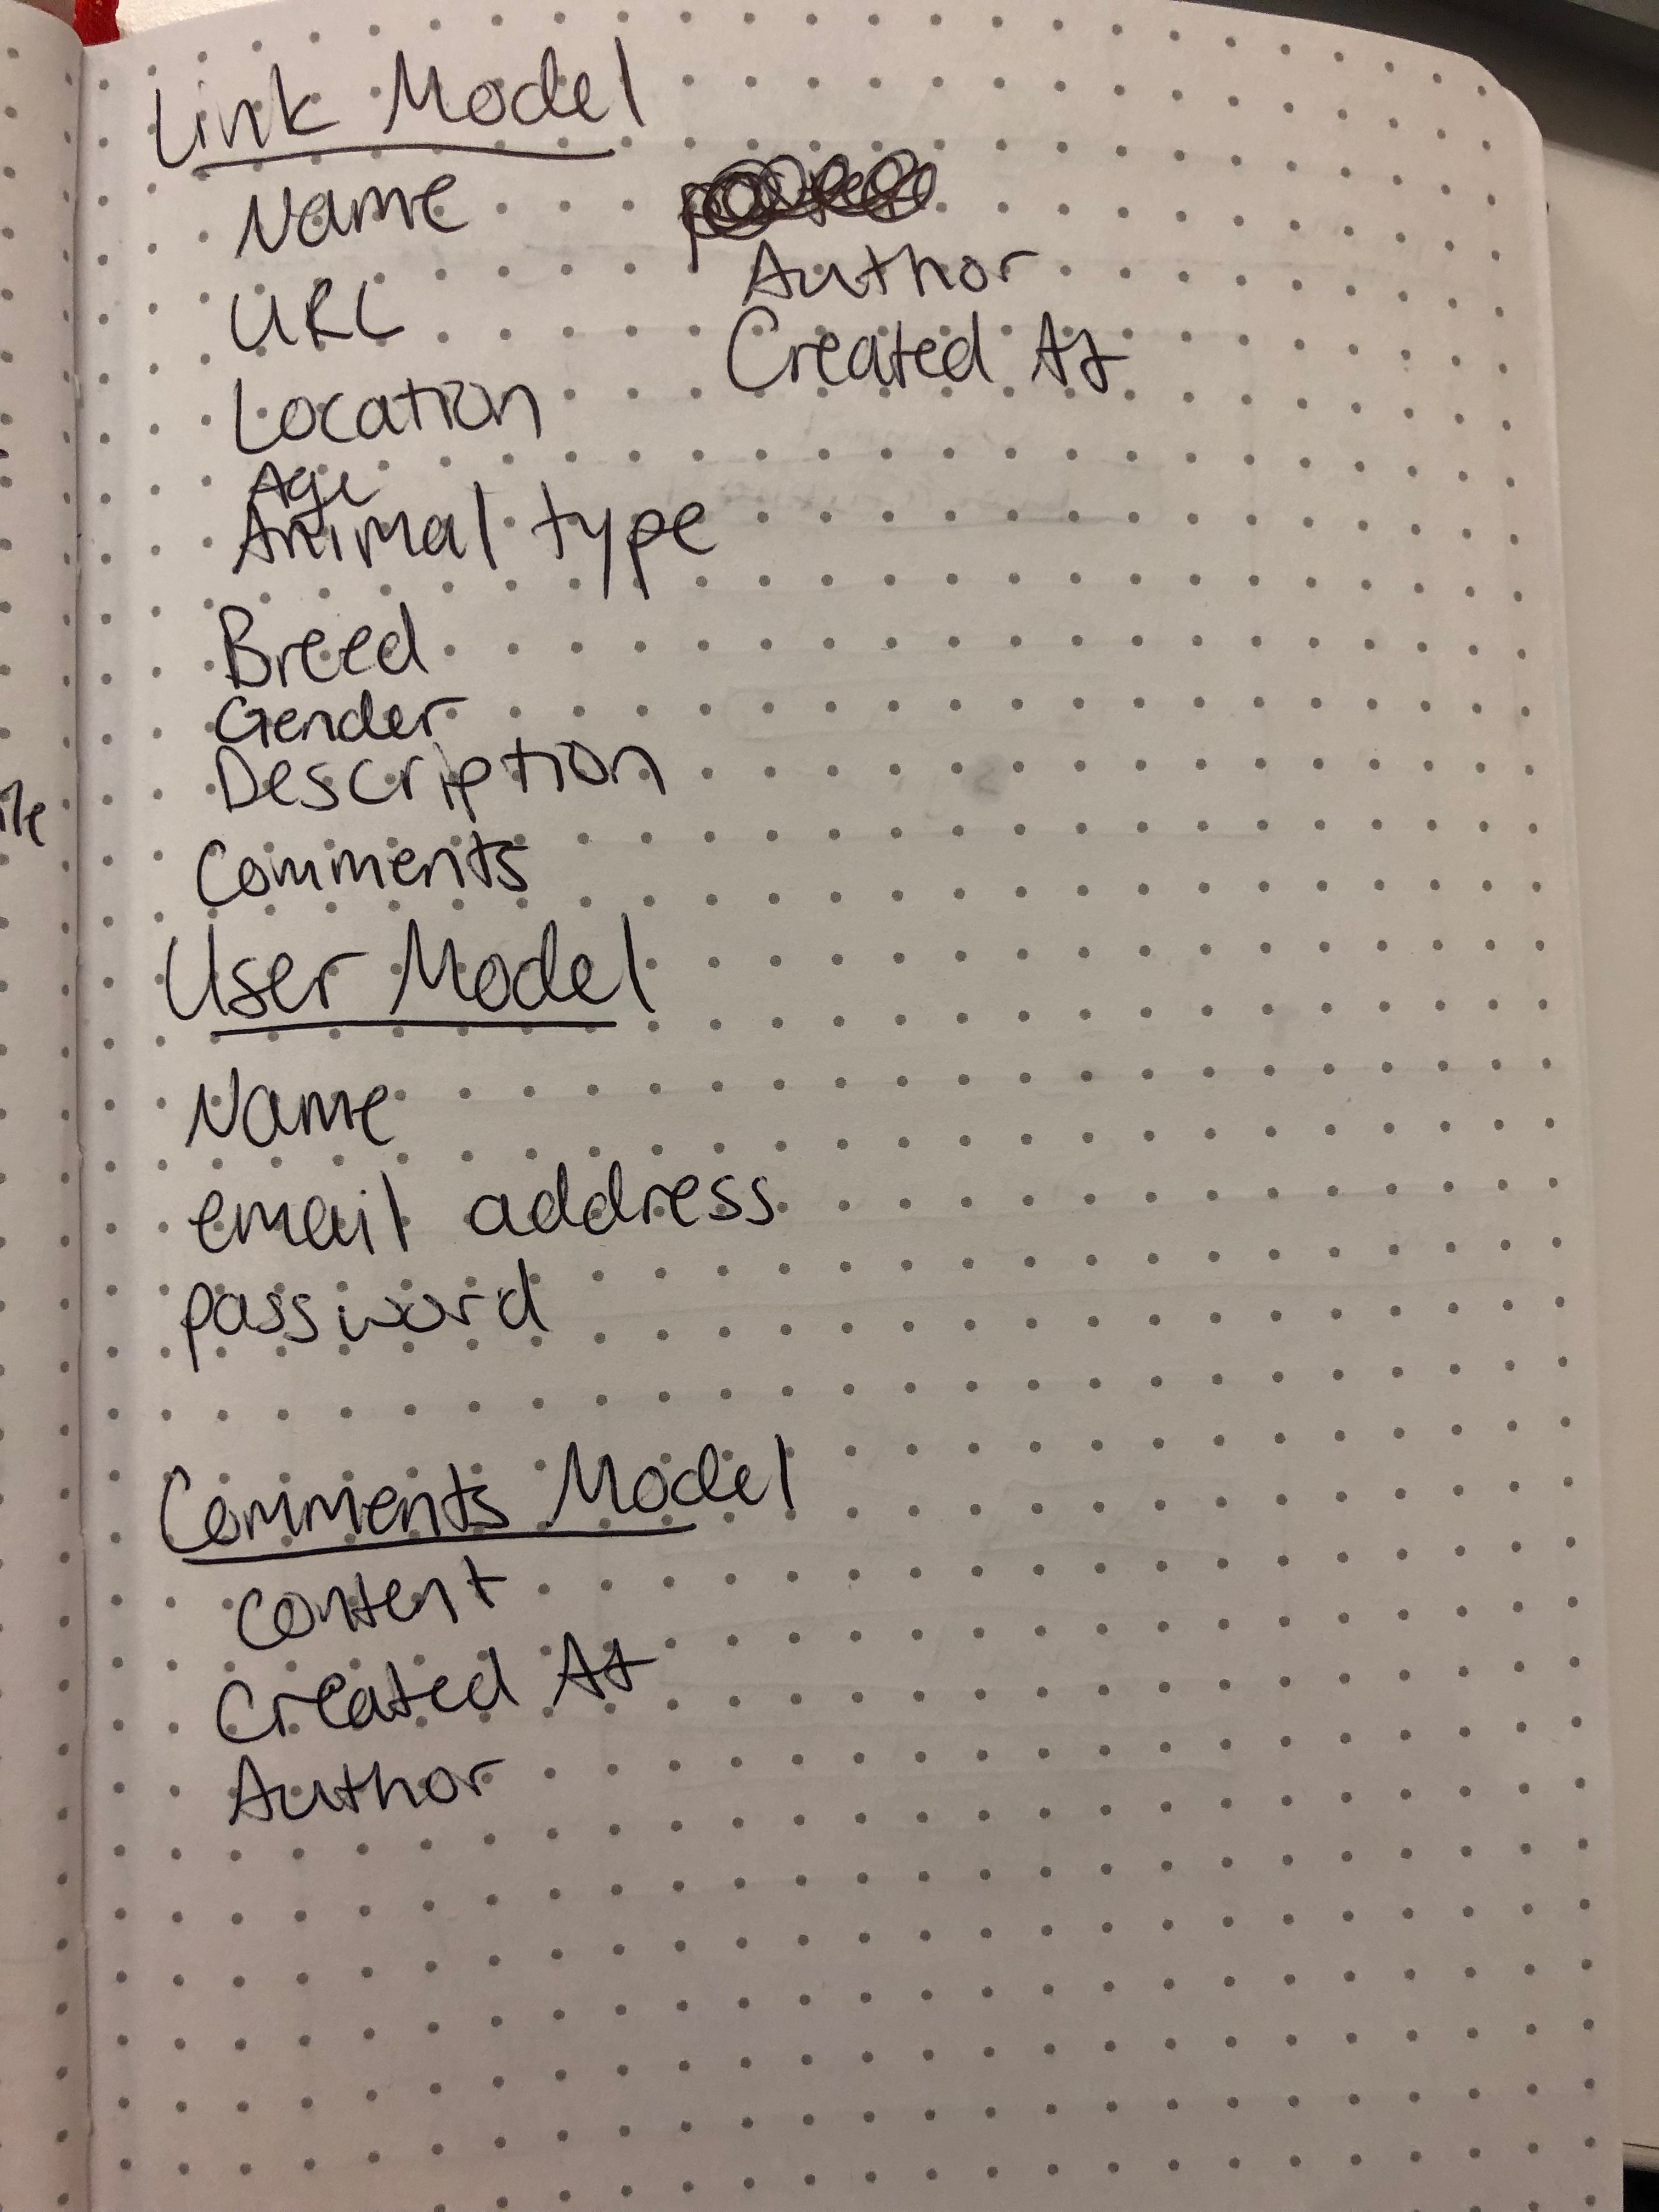 Link Model
Name
URL
Location
Age
Animal type
Breed
Gender
Description
Comments
Author
Created At
User Model
Name
email address
password
Comments Model
Content
Created At
Author